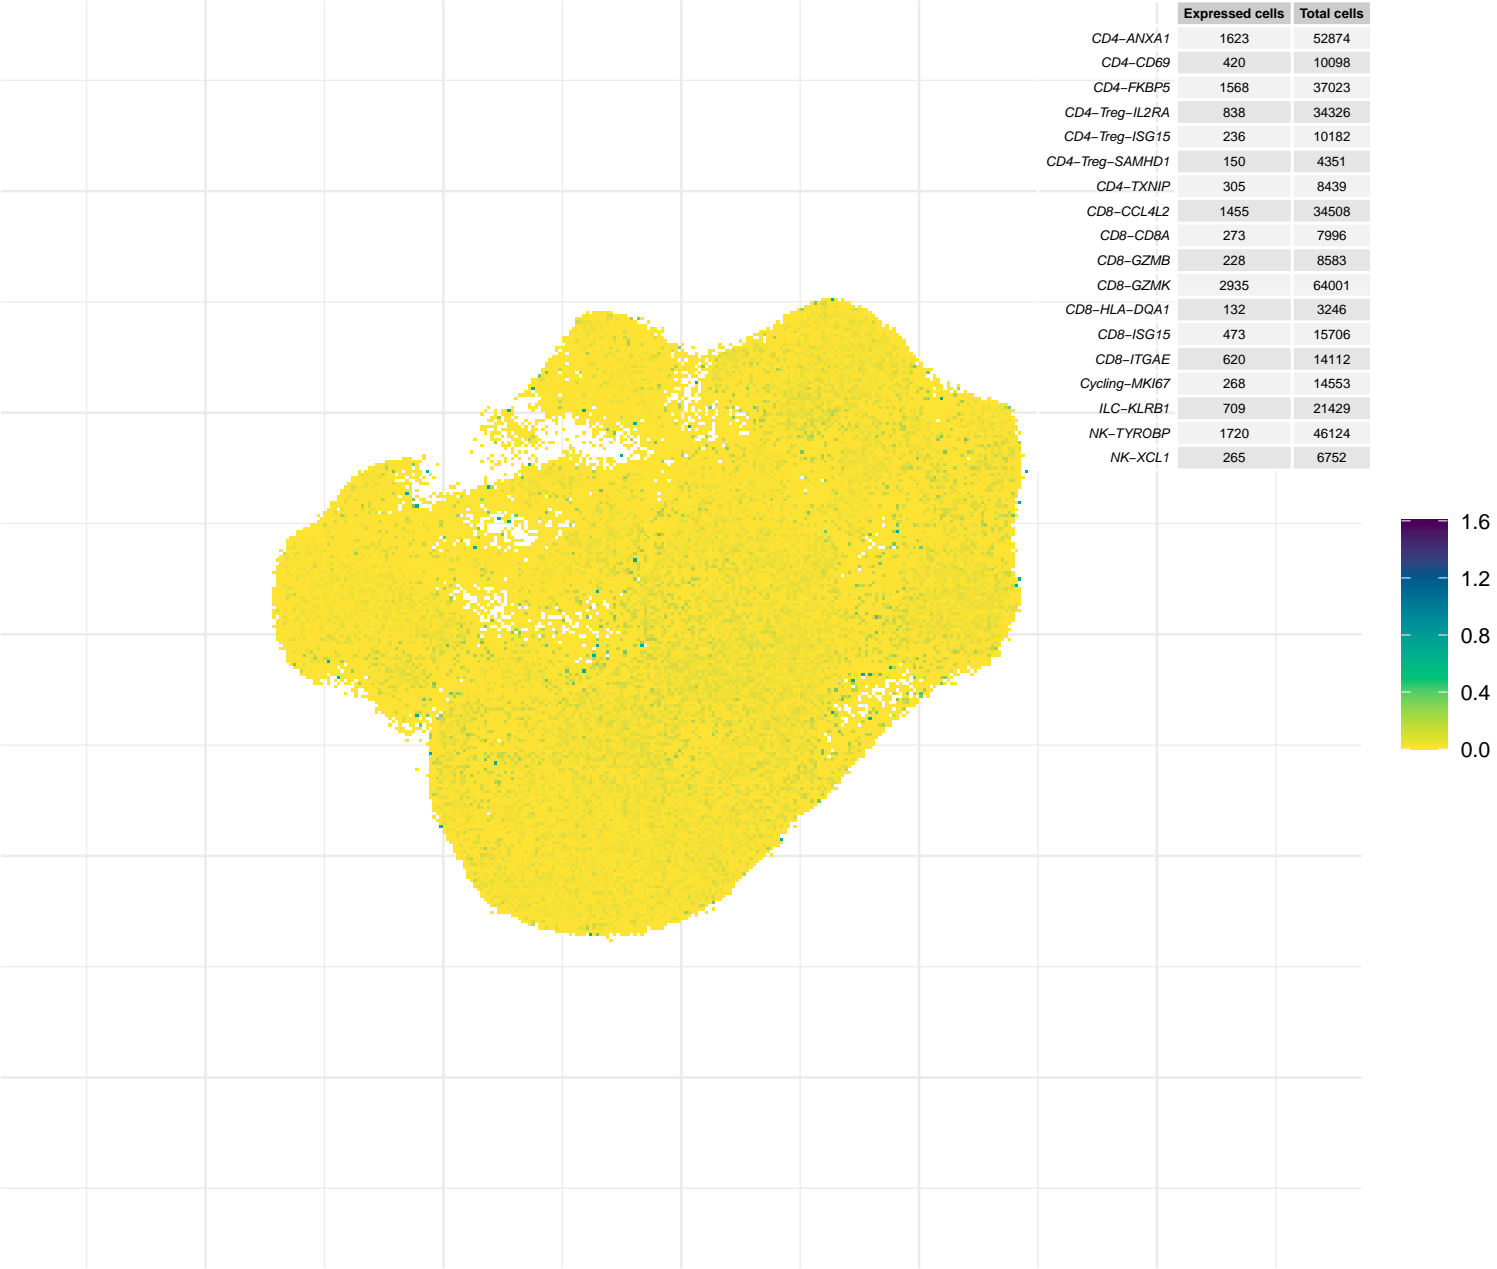 Expressed cells Total cells
CD4−ANXA1 1623 52874
CD4−CD69 420 10098
CD4−FKBP5 1568 37023
CD4−Treg−IL2RA 838 34326
CD4−Treg−ISG15 236 10182
CD4−Treg−SAMHD1 150 4351
CD4−TXNIP 305 8439
CD8−CCL4L2 1455 34508
CD8−CD8A 273 7996
CD8−GZMB 228 8583
CD8−GZMK 2935 64001
CD8−HLA−DQA1 132 3246
CD8−ISG15 473 15706
CD8−ITGAE 620 14112
Cycling−MKI67 268 14553
ILC−KLRB1 709 21429
NK−TYROBP 1720 46124
NK−XCL1 265 6752
1.6
1.2
0.8
0.4
0.0